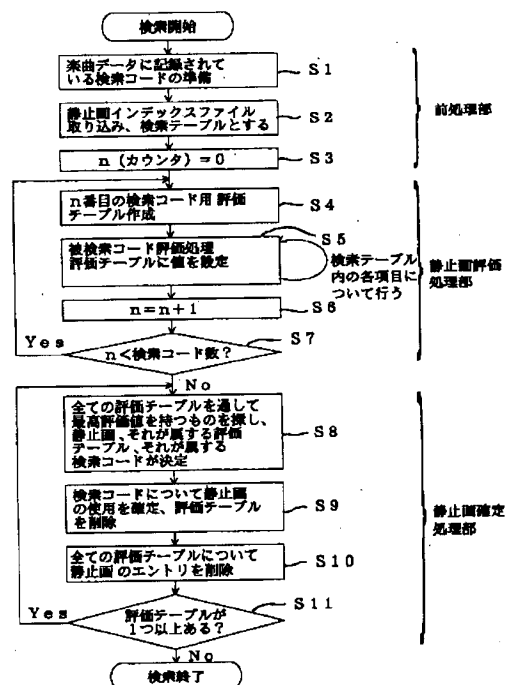 検索開始
楽曲データに記録されて
いる検索コードの準備
S1
静止画インデックスファイル
取り込み、検索テーブルとする
S2
n(カウンタ)=0
S3
前処理部
n番目の検索コード用評価
テーブル作成
S4
被検索コード評価処理
評価テーブルに値を設定
S5
検索テーブル
内の各項目に
ついて行う
n=n+1
S6
n<検索コード数?
S7
Yes
No
静止画評価
処理部
全ての評価テーブルを通して
最高評価値を持つものを探し、
静止画、それが属する評価
テーブル、それが属する
検索コードが決定
S8
検索コードについて静止画
の使用を確定、評価テーブル
を削除
S9
全ての評価テーブルについて
静止画のエントリを削除
S10
評価テーブルが
1つ以上ある?
S11
Yes
No
静止画確定
処理部
検索終了